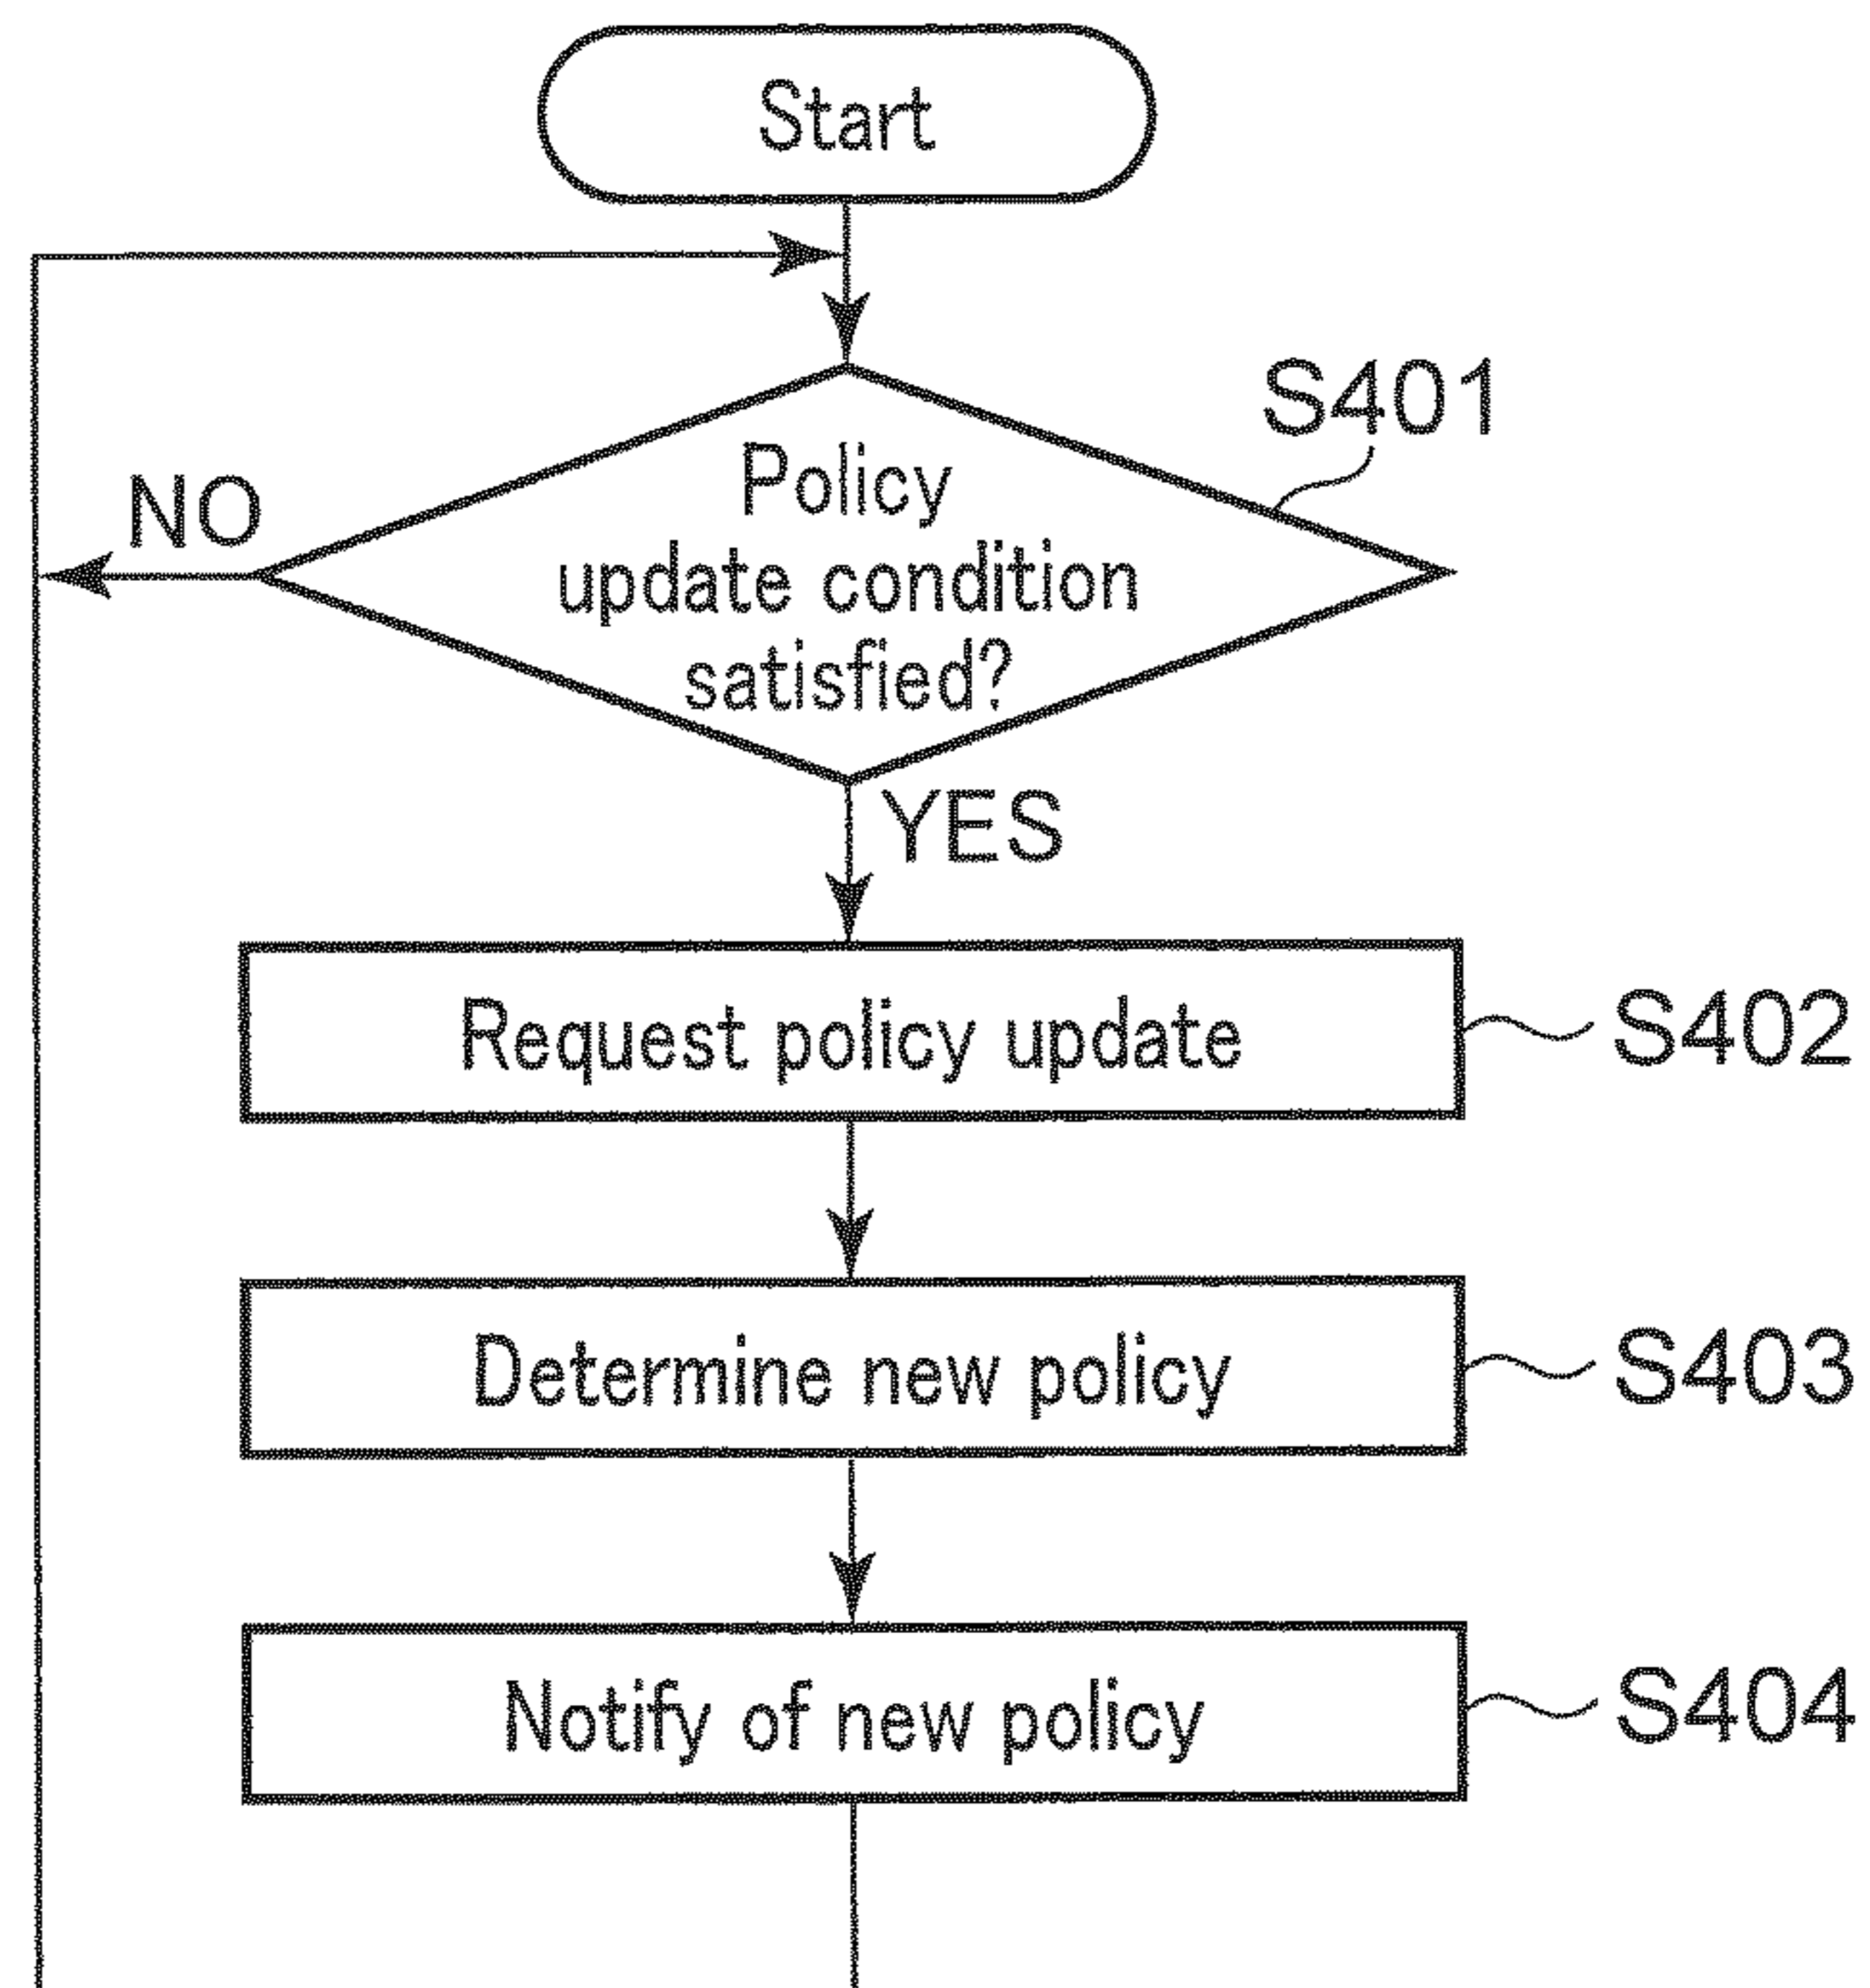 Start
S401
Policy
NO
update condition
satisfied?
YES
Request policy update
S402
Determine new policy
S403
Notify of new policy
S404